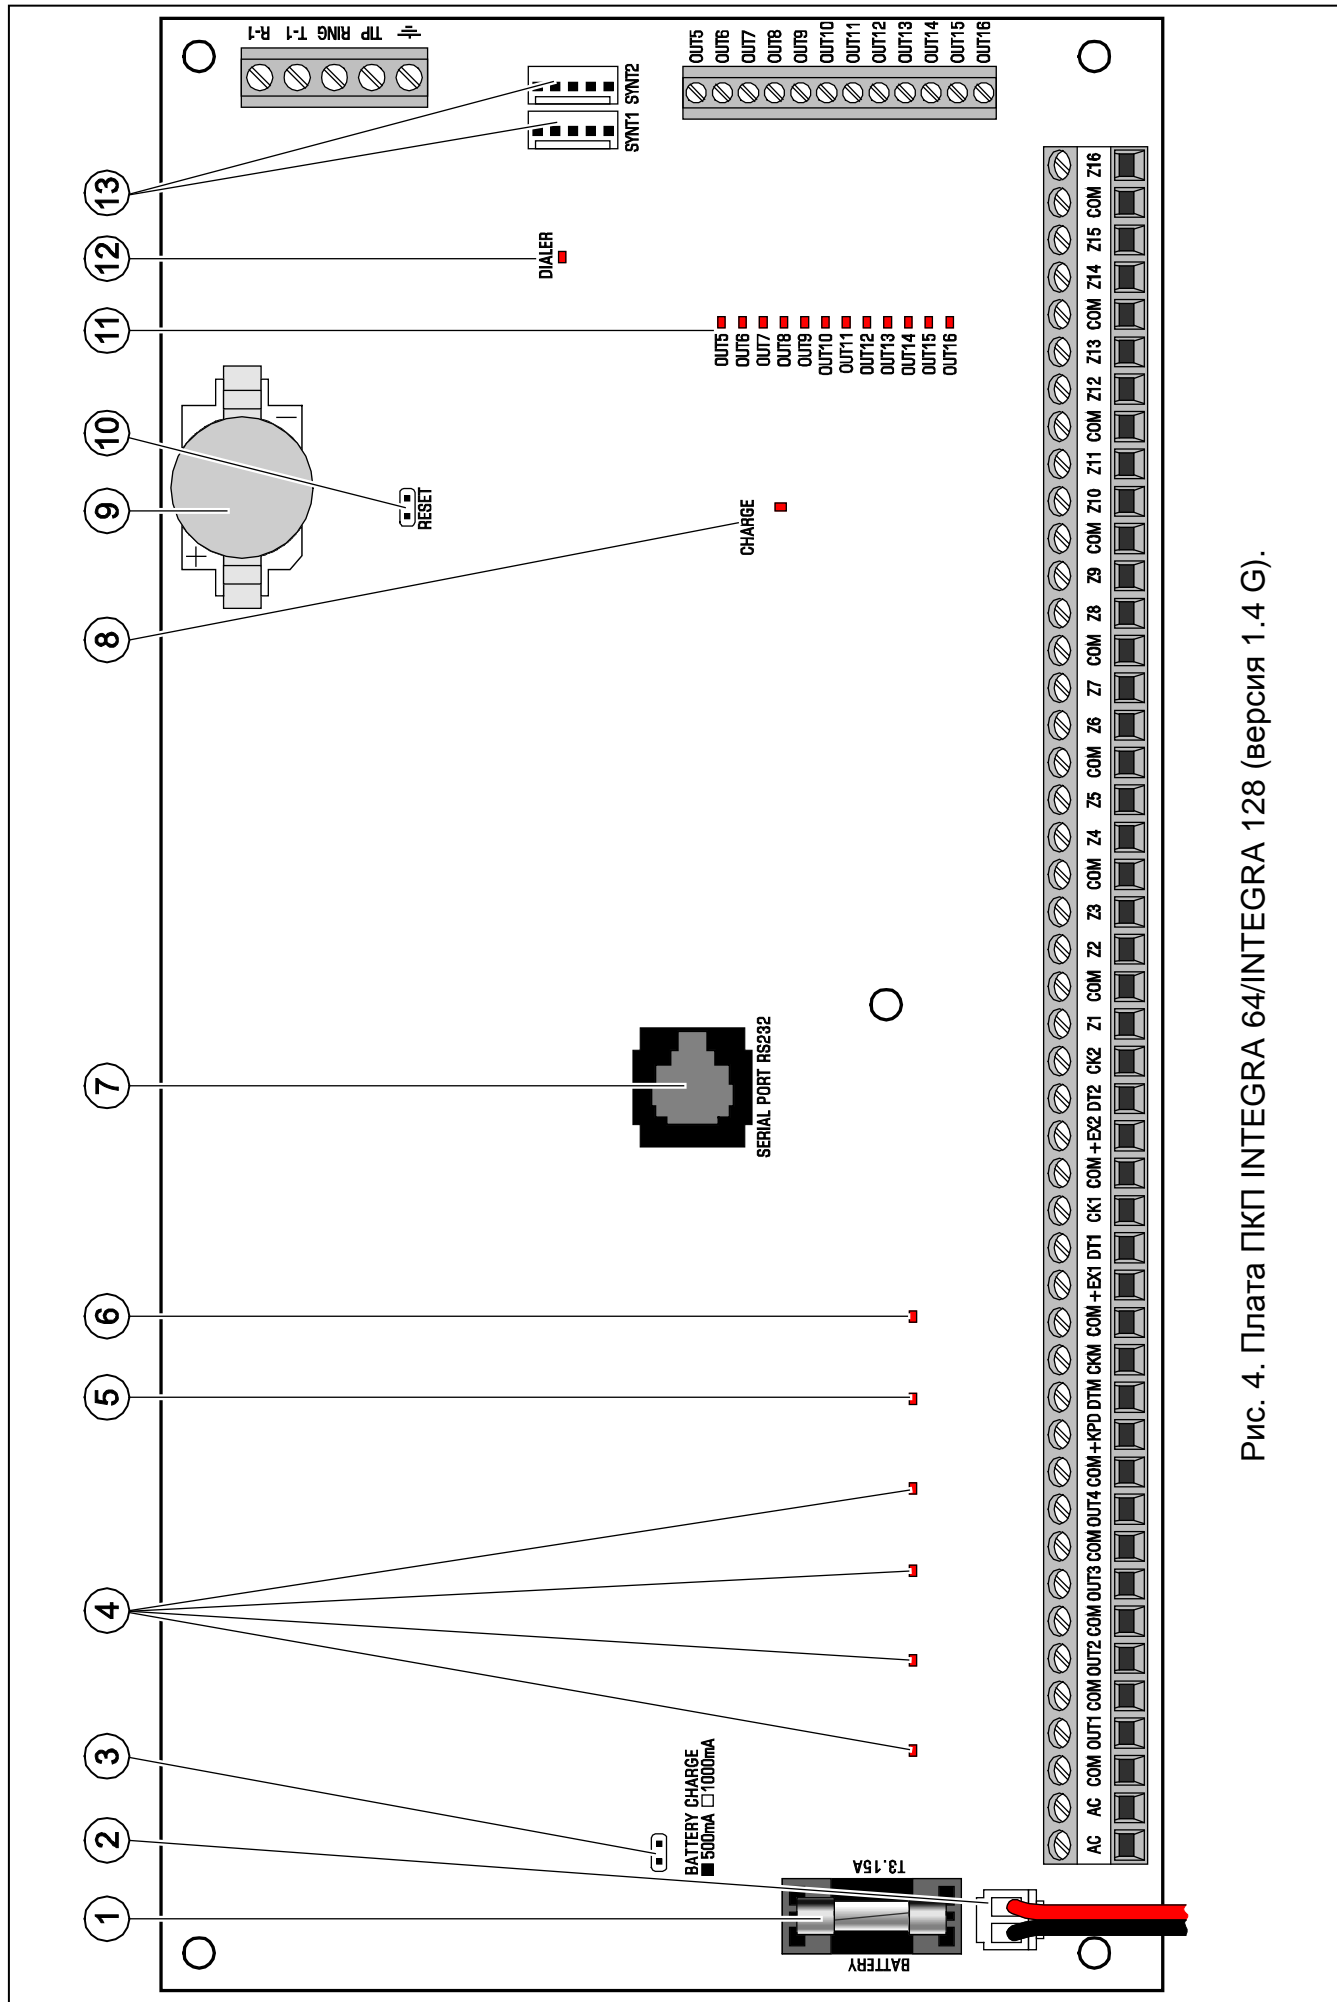 1
2
3
4
5
6
7
8
9
10
11
12
13
R-1 T-1 RING TIP
SYNT1 SYNT2
OUT5
OUT6
OUT7
OUT8
OUT9
OUT10
OUT11
OUT12
OUT13
OUT14
OUT15
OUT16
DIALER
OUT5
OUT6
OUT7
OUT8
OUT9
OUT10
OUT11
OUT12
OUT13
OUT14
OUT15
OUT16
+
−
RESET
CHARGE
SERIAL PORT RS232
BATTERY CHARGE
■ 500mA □ 1000mA
T3.15A
BATTERY
AC AC COM OUT1 COM OUT2 COM OUT3 COM OUT4 COM +KPD DTM CKM COM +EX1 DT1 CK1 COM +EX2 DT2 CK2 Z1 COM Z2 Z3 COM Z4 Z5 COM Z6 Z7 COM Z8 Z9 COM Z10 Z11 COM Z12 Z13 COM Z14 Z15 COM Z16
Рис. 4. Плата ПКП INTEGRA 64/INTEGRA 128 (версия 1.4 G).